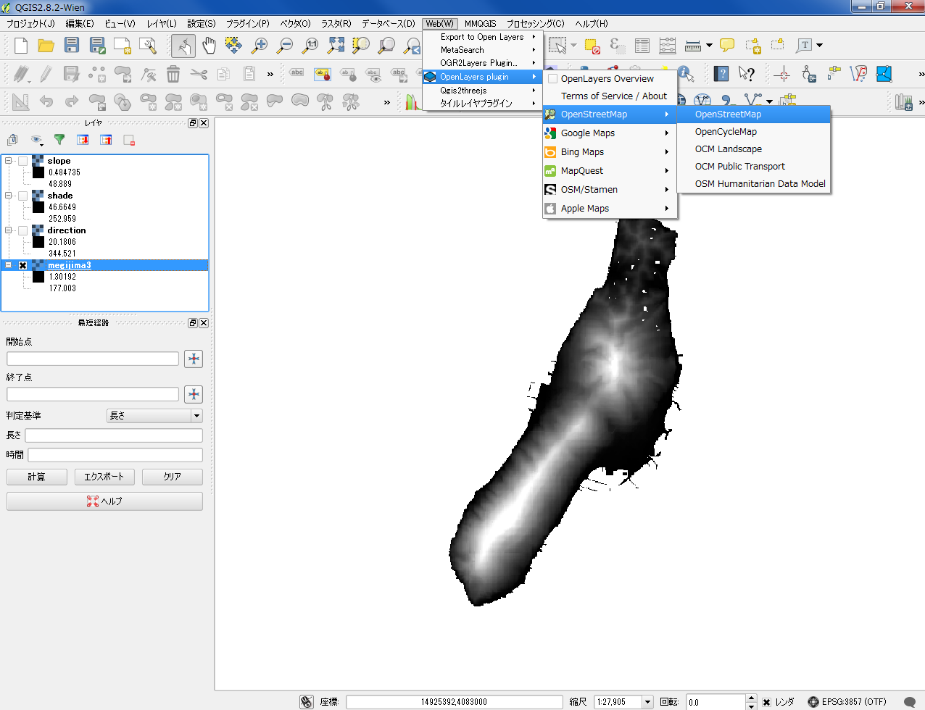 QGIS2.8.2-Wien
プロジェクト(J) 編集(E) ビュー(V) レイヤ(L) 設定(S) プラグイン(P) ベクタ(O) ラスタ(R) データベース(D) Web(W) MMQGIS プロセッシング(C) ヘルプ(H)
Export to Open Layers
MetaSearch
OGR2Layers Plugin...
OpenLayers plugin
Qgis2threejs
タイルレイヤプラグイン
OpenLayers Overview
Terms of Service / About
OpenStreetMap
Google Maps
Bing Maps
MapQuest
OSM/Stamen
Apple Maps
OpenStreetMap
OpenCycleMap
OCM Landscape
OCM Public Transport
OSM Humanitarian Data Model
レイヤ
slope
0.484735
48.889
shade
46.6649
252.959
direction
20.1806
344.521
megijima3
1.30192
177.003
最短経路
開始点
終了点
判定基準 長さ
長さ
時間
計算 エクスポート クリア
ヘルプ
座標: 14925392,4083000 縮尺 1:27,905 回転: 0.0 レンダ EPSG:3857 (OTF)